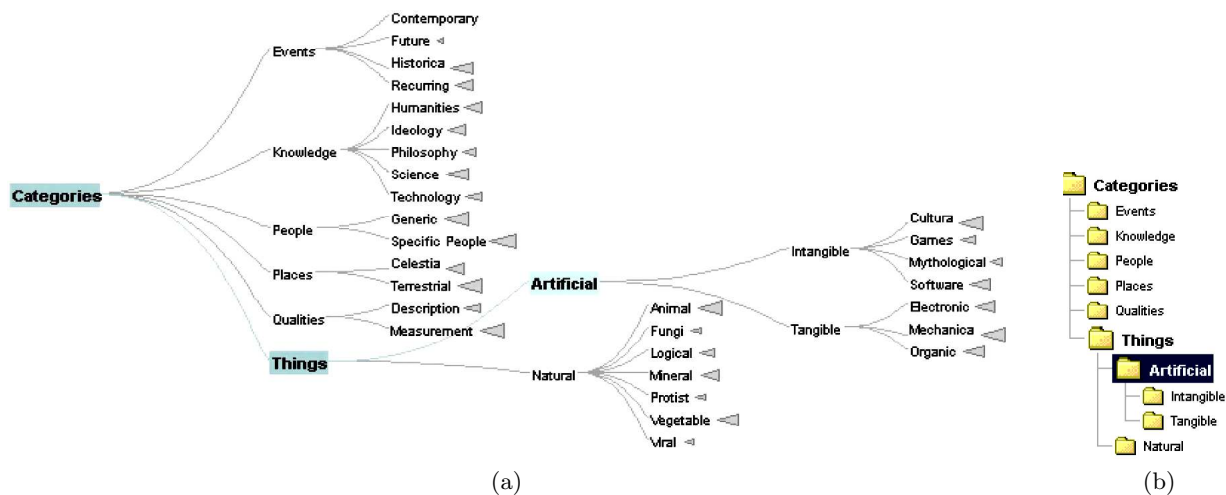 Categories
Events
Contemporary
Future
Historica
Recurring
Knowledge
Humanities
Ideology
Philosophy
Science
Technology
People
Generic
Specific People
Places
Celestia
Terrestrial
Qualities
Description
Measurement
Things
Artificial
Intangible
Cultura
Games
Mythological
Software
Tangible
Electronic
Mechanica
Organic
Natural
Animal
Fungi
Logical
Mineral
Protist
Vegetable
Viral
(a)
Categories
Events
Knowledge
People
Places
Qualities
Things
Artificial
Intangible
Tangible
Natural
(b)